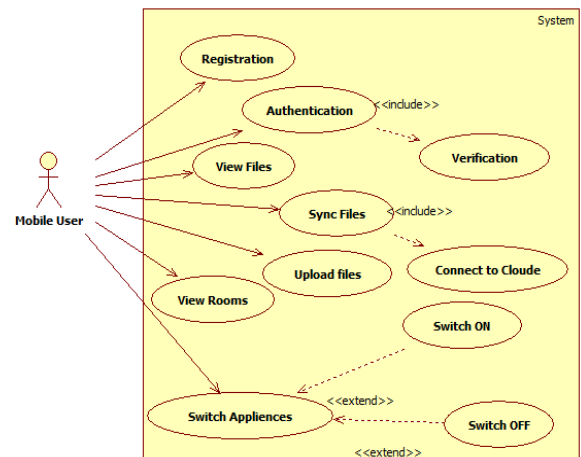 System
Registration
Authentication
<<include>>
Verification
View Files
Mobile User
Sync Files
<<include>>
Upload files
Connect to Cloude
View Rooms
Switch ON
<<extend>>
Switch Appliences
Switch OFF
<<extend>>